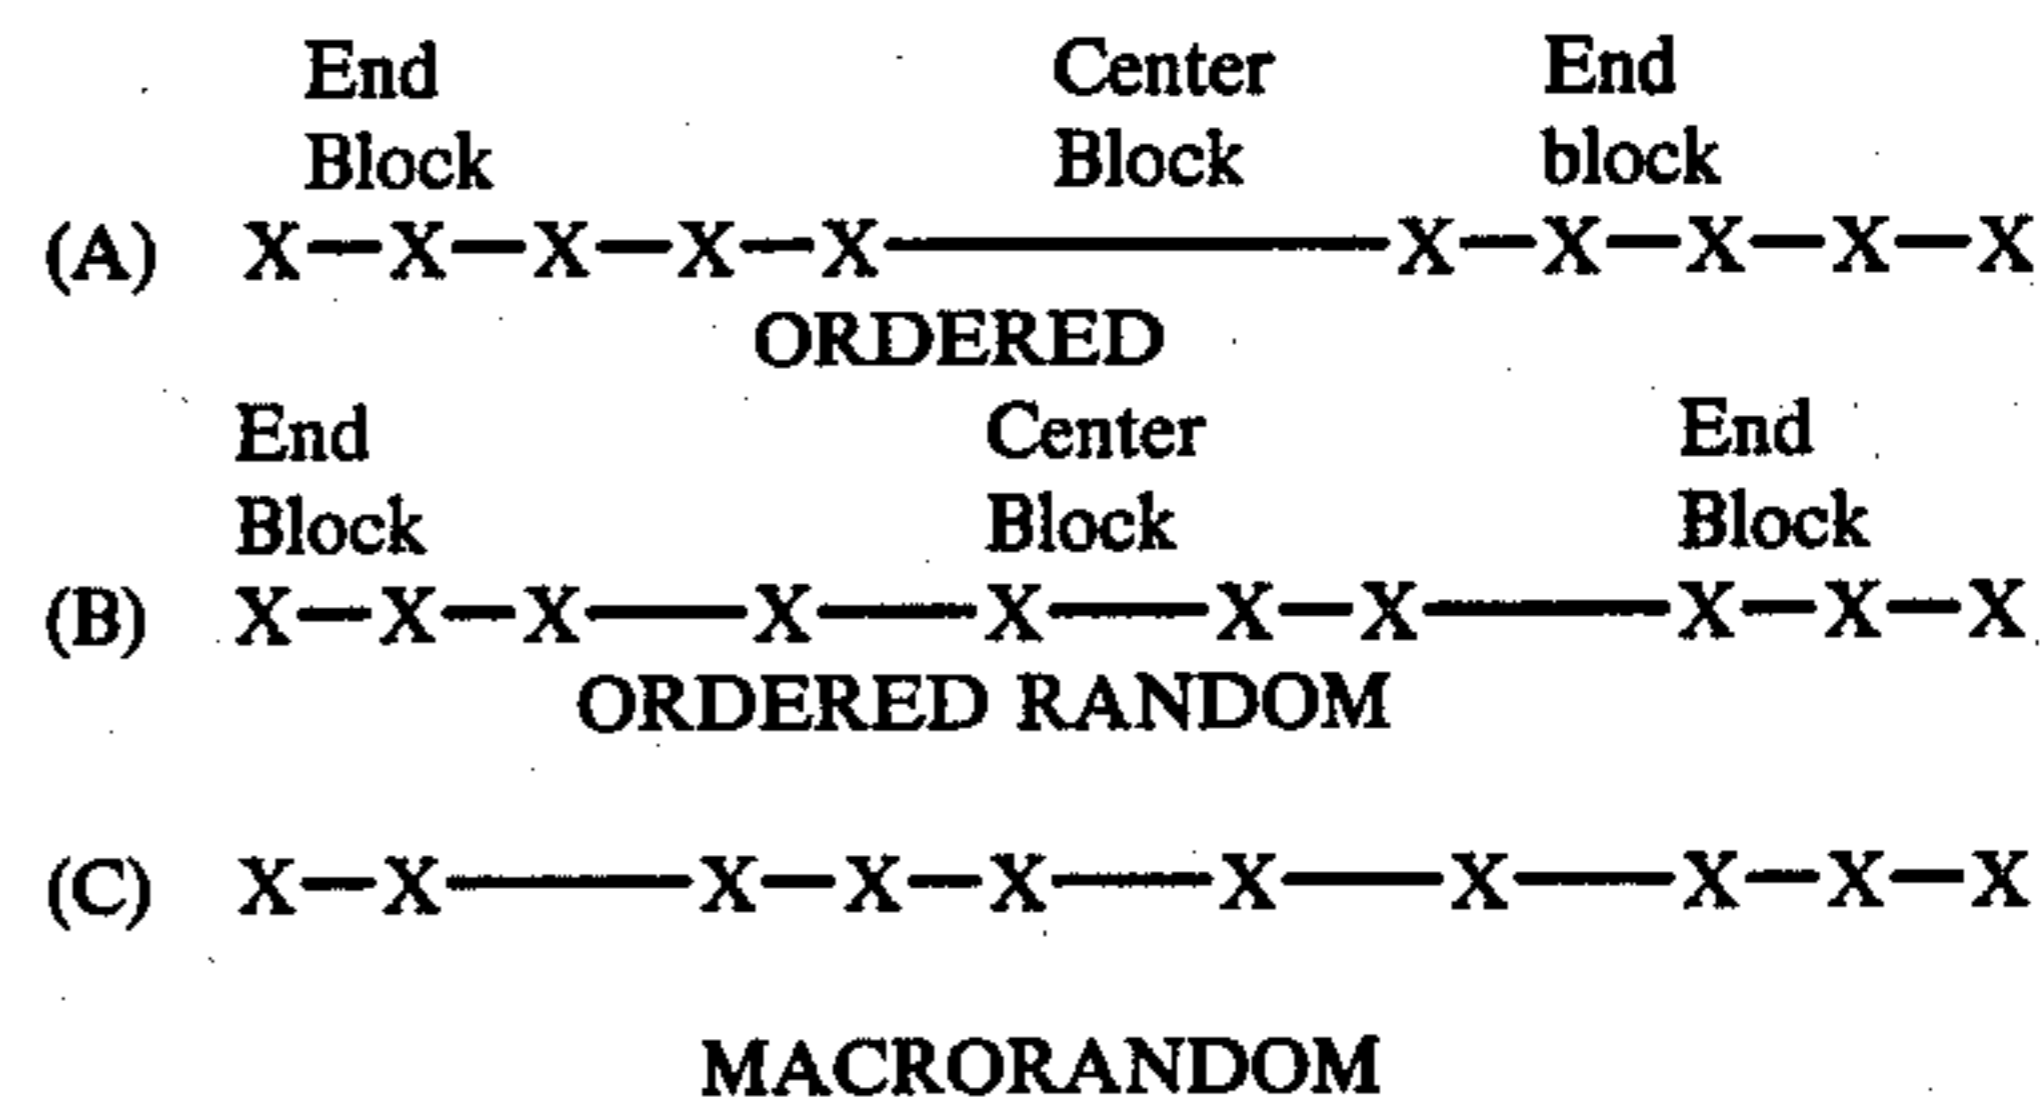 End Center End
Block Block block
(A) X—X—X—X—X————X—X—X—X—X
ORDERED
End Center End
Block Block Block
(B) X—X—X——X——X——X—X———X—X—X
ORDERED RANDOM
(C) X—X———X—X—X——X——X——X—X—X
MACRORANDOM